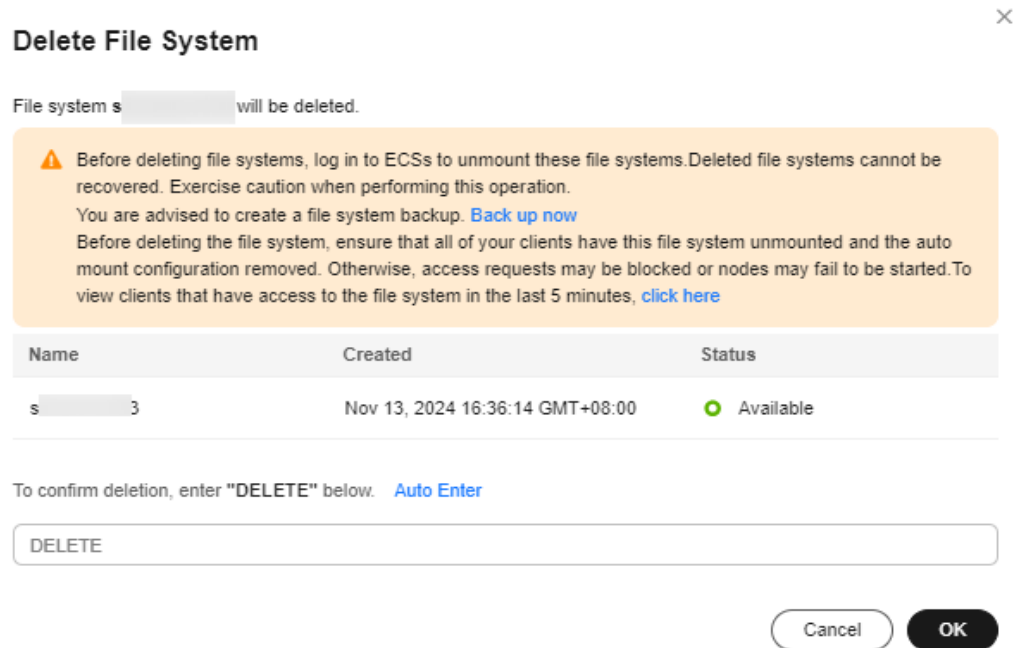 Delete File System
File system s will be deleted.
Before deleting file systems, log in to ECSs to unmount these file systems.Deleted file systems cannot be
recovered. Exercise caution when performing this operation.
You are advised to create a file system backup. Back up now
Before deleting the file system, ensure that all of your clients have this file system unmounted and the auto
mount configuration removed. Otherwise, access requests may be blocked or nodes may fail to be started.To
view clients that have access to the file system in the last 5 minutes, click here
Name Created Status
s 3 Nov 13, 2024 16:36:14 GMT+08:00 Available
To confirm deletion, enter "DELETE" below. Auto Enter
DELETE
Cancel OK